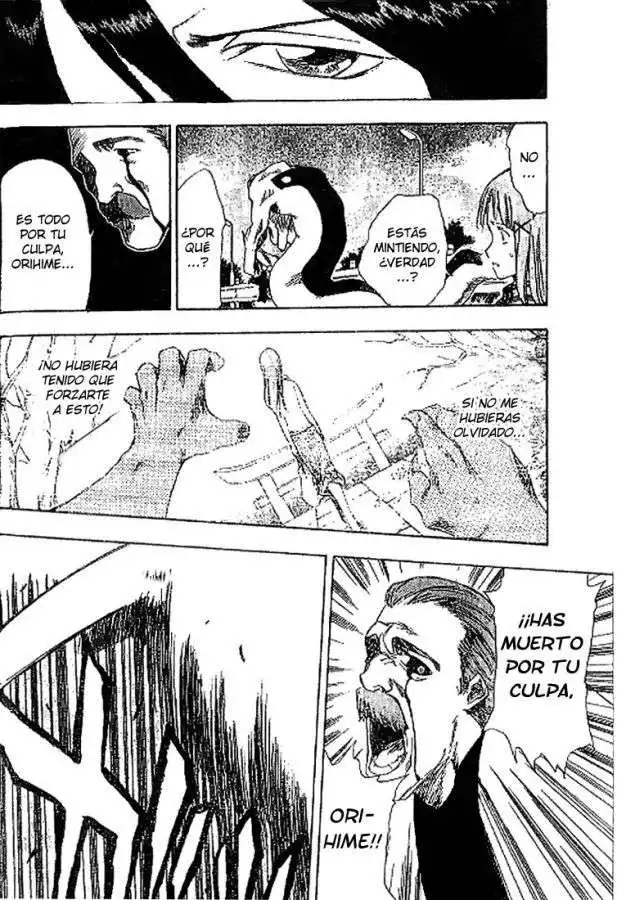 NO
...
ESTÁS
MINTIENDO,
¿VERDAD
...?
¿POR
QUÉ
...?
ES TODO
POR TU
CULPA,
ORIHIME...
SI NO ME
HUBIERAS
OLVIDADO...
¡NO HUBIERA
TENIDO QUE
FORZARTE
A ESTO!
¡¡HAS
MUERTO
POR TU
CULPA,
ORI-
HIME!!